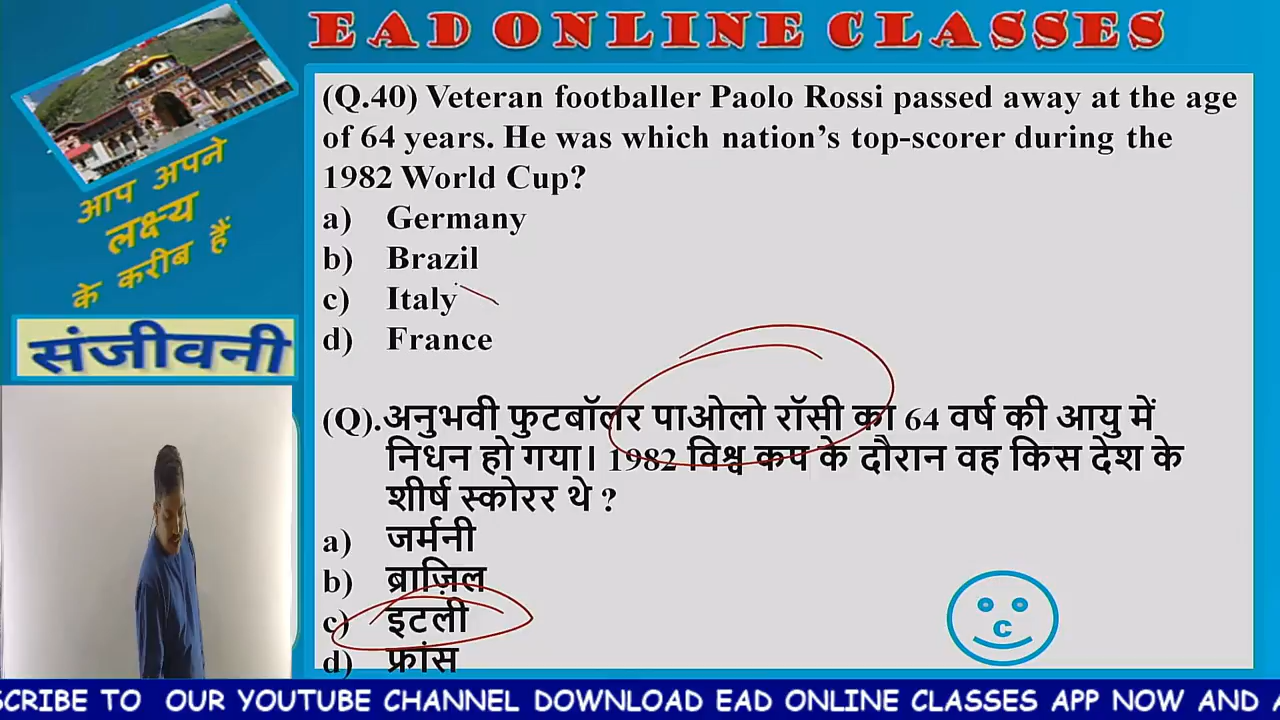 EAD ONLINE CLASSES
आप अपने
लक्ष्य
के करीब हैं
संजीवनी
(Q.40) Veteran footballer Paolo Rossi passed away at the age
of 64 years. He was which nation’s top-scorer during the
1982 World Cup?
a) Germany
b) Brazil
c) Italy
d) France
(Q).अनुभवी फुटबॉलर पाओलो रॉसी का 64 वर्ष की आयु में
निधन हो गया। 1982 विश्व कप के दौरान वह किस देश के
शीर्ष स्कोरर थे ?
a) जर्मनी
b) ब्राज़िल
c) इटली
d) फ्रांस
c
SCRIBE TO OUR YOUTUBE CHANNEL DOWNLOAD EAD ONLINE CLASSES APP NOW AND A